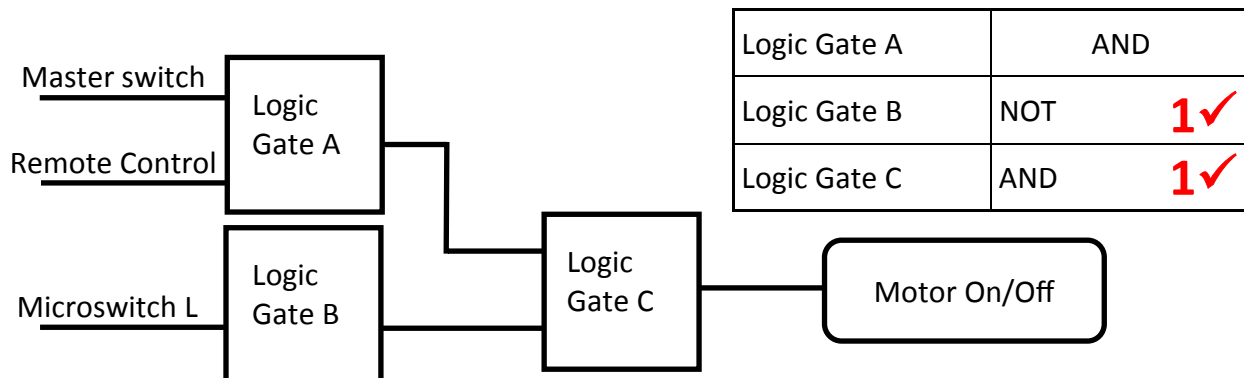 Master switch
Remote Control
Logic
Gate A
Microswitch L
Logic
Gate B
Logic
Gate C
Motor On/Off
Logic Gate A AND
Logic Gate B NOT 1✓
Logic Gate C AND 1✓